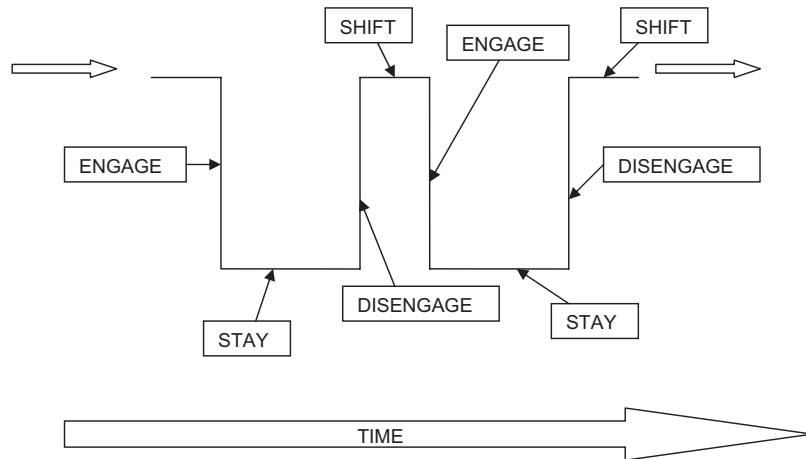 SHIFT
SHIFT
ENGAGE
ENGAGE
DISENGAGE
DISENGAGE
STAY
STAY
TIME